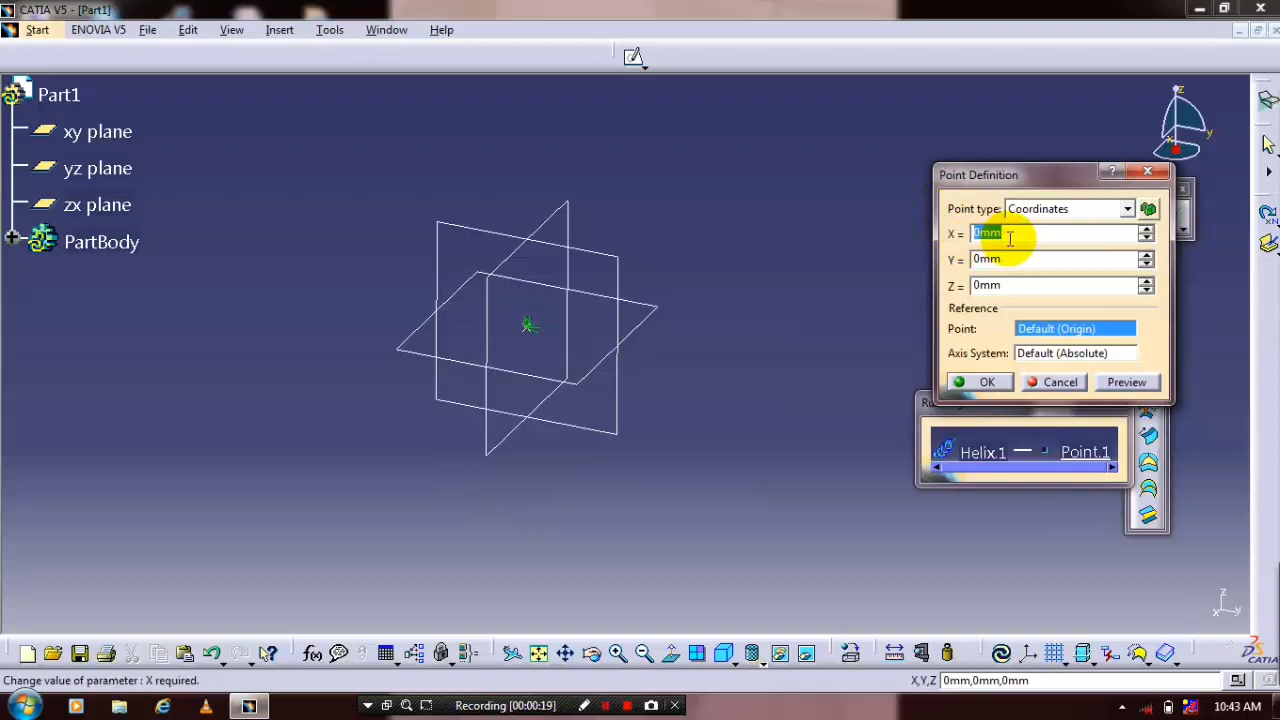 CATIA V5 - [Part1]
Start ENOVIA V5 File Edit View Insert Tools Window Help
Part1
xy plane
yz plane
zx plane
PartBody
z
y
x
Point Definition
?
Point type: Coordinates
X = 0mm
Y = 0mm
Z = 0mm
Reference
Point: Default (Origin)
Axis System: Default (Absolute)
OK Cancel Preview
Ru
Helix.1 Point.1
z
x y
f(x)
CATIA
Change value of parameter : X required.
X,Y,Z 0mm,0mm,0mm
Recording [00:00:19]
10:43 AM